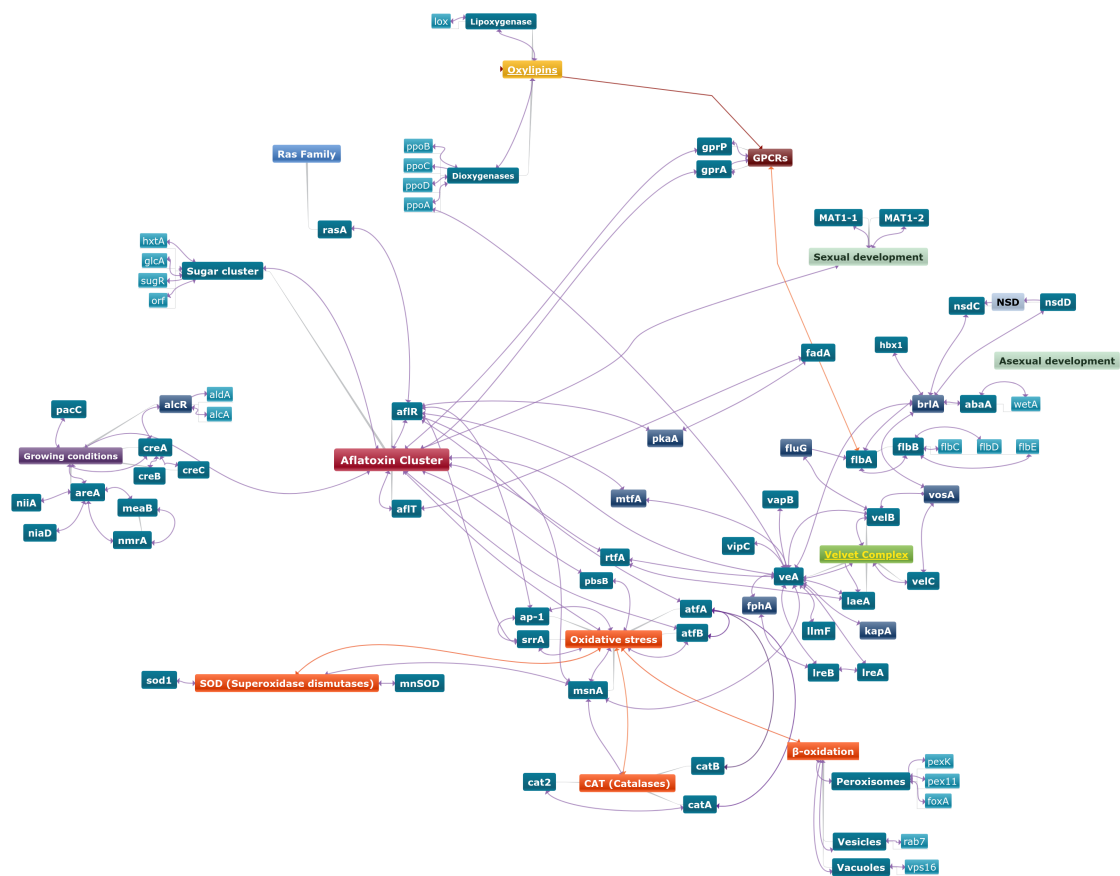 lox
Lipoxygenase
Oxylipins
ppoB
ppoC
ppoD
ppoA
Dioxygenases
gprP
gprA
GPCRs
Ras Family
rasA
MAT1-1
MAT1-2
Sexual development
hxtA
glcA
sugR
orf
Sugar cluster
nsdC
NSD
nsdD
hbx1
fadA
Asexual development
brlA
abaA
wetA
pacC
alcR
aldA
alcA
Growing conditions
creA
creB
creC
aflR
Aflatoxin Cluster
aflT
pkaA
fluG
flbA
flbB
flbC
flbD
flbE
areA
niiA
niaD
meaB
nmrA
mtfA
vapB
vosA
velB
vipC
Velvet Complex
rtfA
pbsB
veA
velC
laeA
fphA
ap-1
atfA
srrA
Oxidative stress
atfB
llmF
kapA
sod1
SOD (Superoxidase dismutases)
mnSOD
msnA
lreB
lreA
β-oxidation
cat2
CAT (Catalases)
catB
catA
Peroxisomes
pexK
pex11
foxA
Vesicles
rab7
Vacuoles
vps16